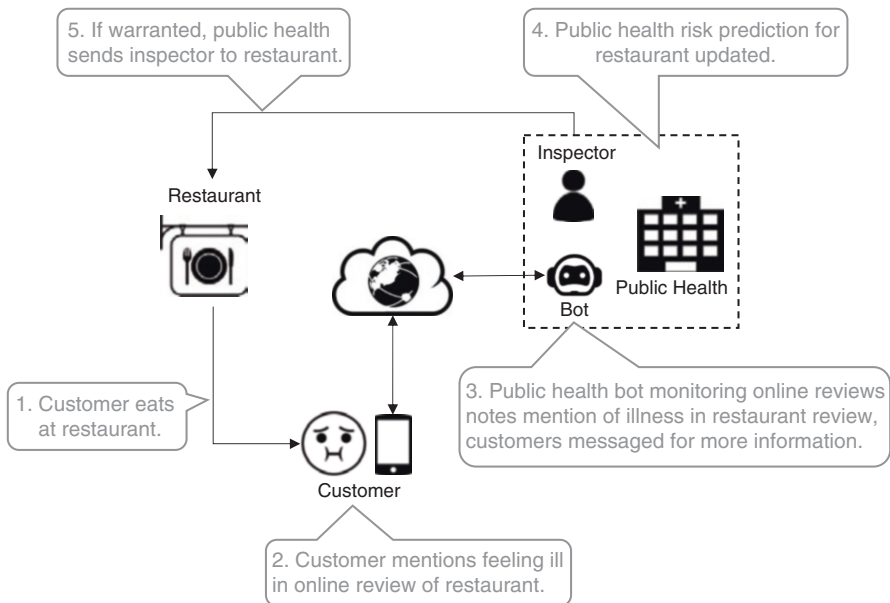 5. If warranted, public health
sends inspector to restaurant.
4. Public health risk prediction for
restaurant updated.
Inspector
Restaurant
Public Health
Bot
1. Customer eats
at restaurant.
3. Public health bot monitoring online reviews
notes mention of illness in restaurant review,
customers messaged for more information.
Customer
2. Customer mentions feeling ill
in online review of restaurant.